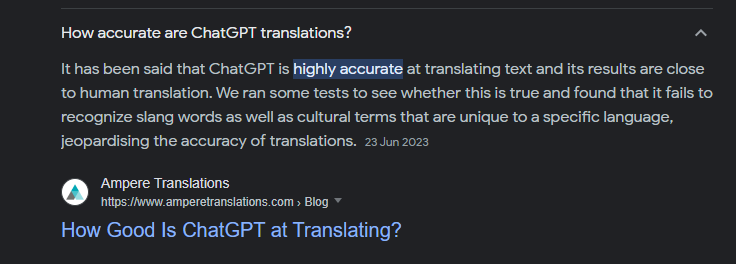 How accurate are ChatGPT translations?
It has been said that ChatGPT is highly accurate at translating text and its results are close
to human translation. We ran some tests to see whether this is true and found that it fails to
recognize slang words as well as cultural terms that are unique to a specific language,
jeopardising the accuracy of translations. 23 Jun 2023
Ampere Translations
https://www.amperetranslations.com › Blog
How Good Is ChatGPT at Translating?